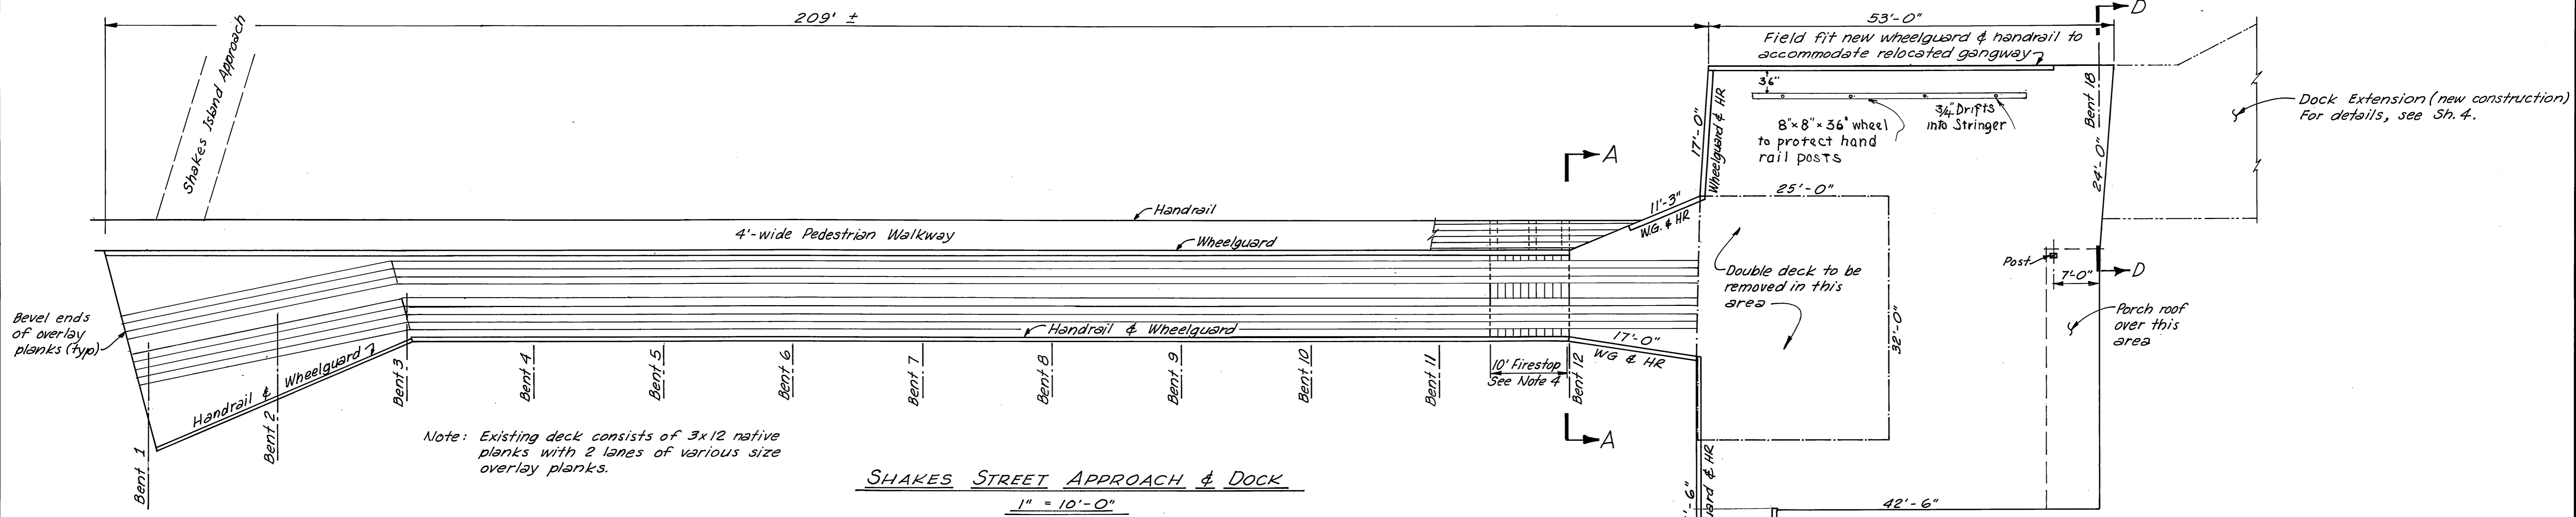 209' ±
53'-0"
D
Field fit new wheelguard & handrail to
accommodate relocated gangway
Shakes Island Approach
36"
8"x8"x36" wheel
to protect hand
rail posts
3/4" Drifts
into Stringer
17'-0"
Wheelguard & HR
24'-0"
Bent 1B
Dock Extension (new construction)
For details, see Sh. 4.
A
25'-0"
Handrail
11'-3"
W.G. & HR
4'-wide Pedestrian Walkway
Wheelguard
Post
7'-0"
D
Double deck to be
removed in this
area
Bevel ends
of overlay
planks (typ)
Handrail & Wheelguard
Porch roof
over this
area
32'-0"
17'-0"
WG & HR
Handrail & Wheelguard
Bent 1
Bent 2
Bent 3
Bent 4
Bent 5
Bent 6
Bent 7
Bent 8
Bent 9
Bent 10
Bent 11
10' Firestop
See Note 4
Bent 12
A
Note: Existing deck consists of 3x12 native
planks with 2 lanes of various size
overlay planks.
SHAKES STREET APPROACH & DOCK
1" = 10'-0"
& HR
42'-6"